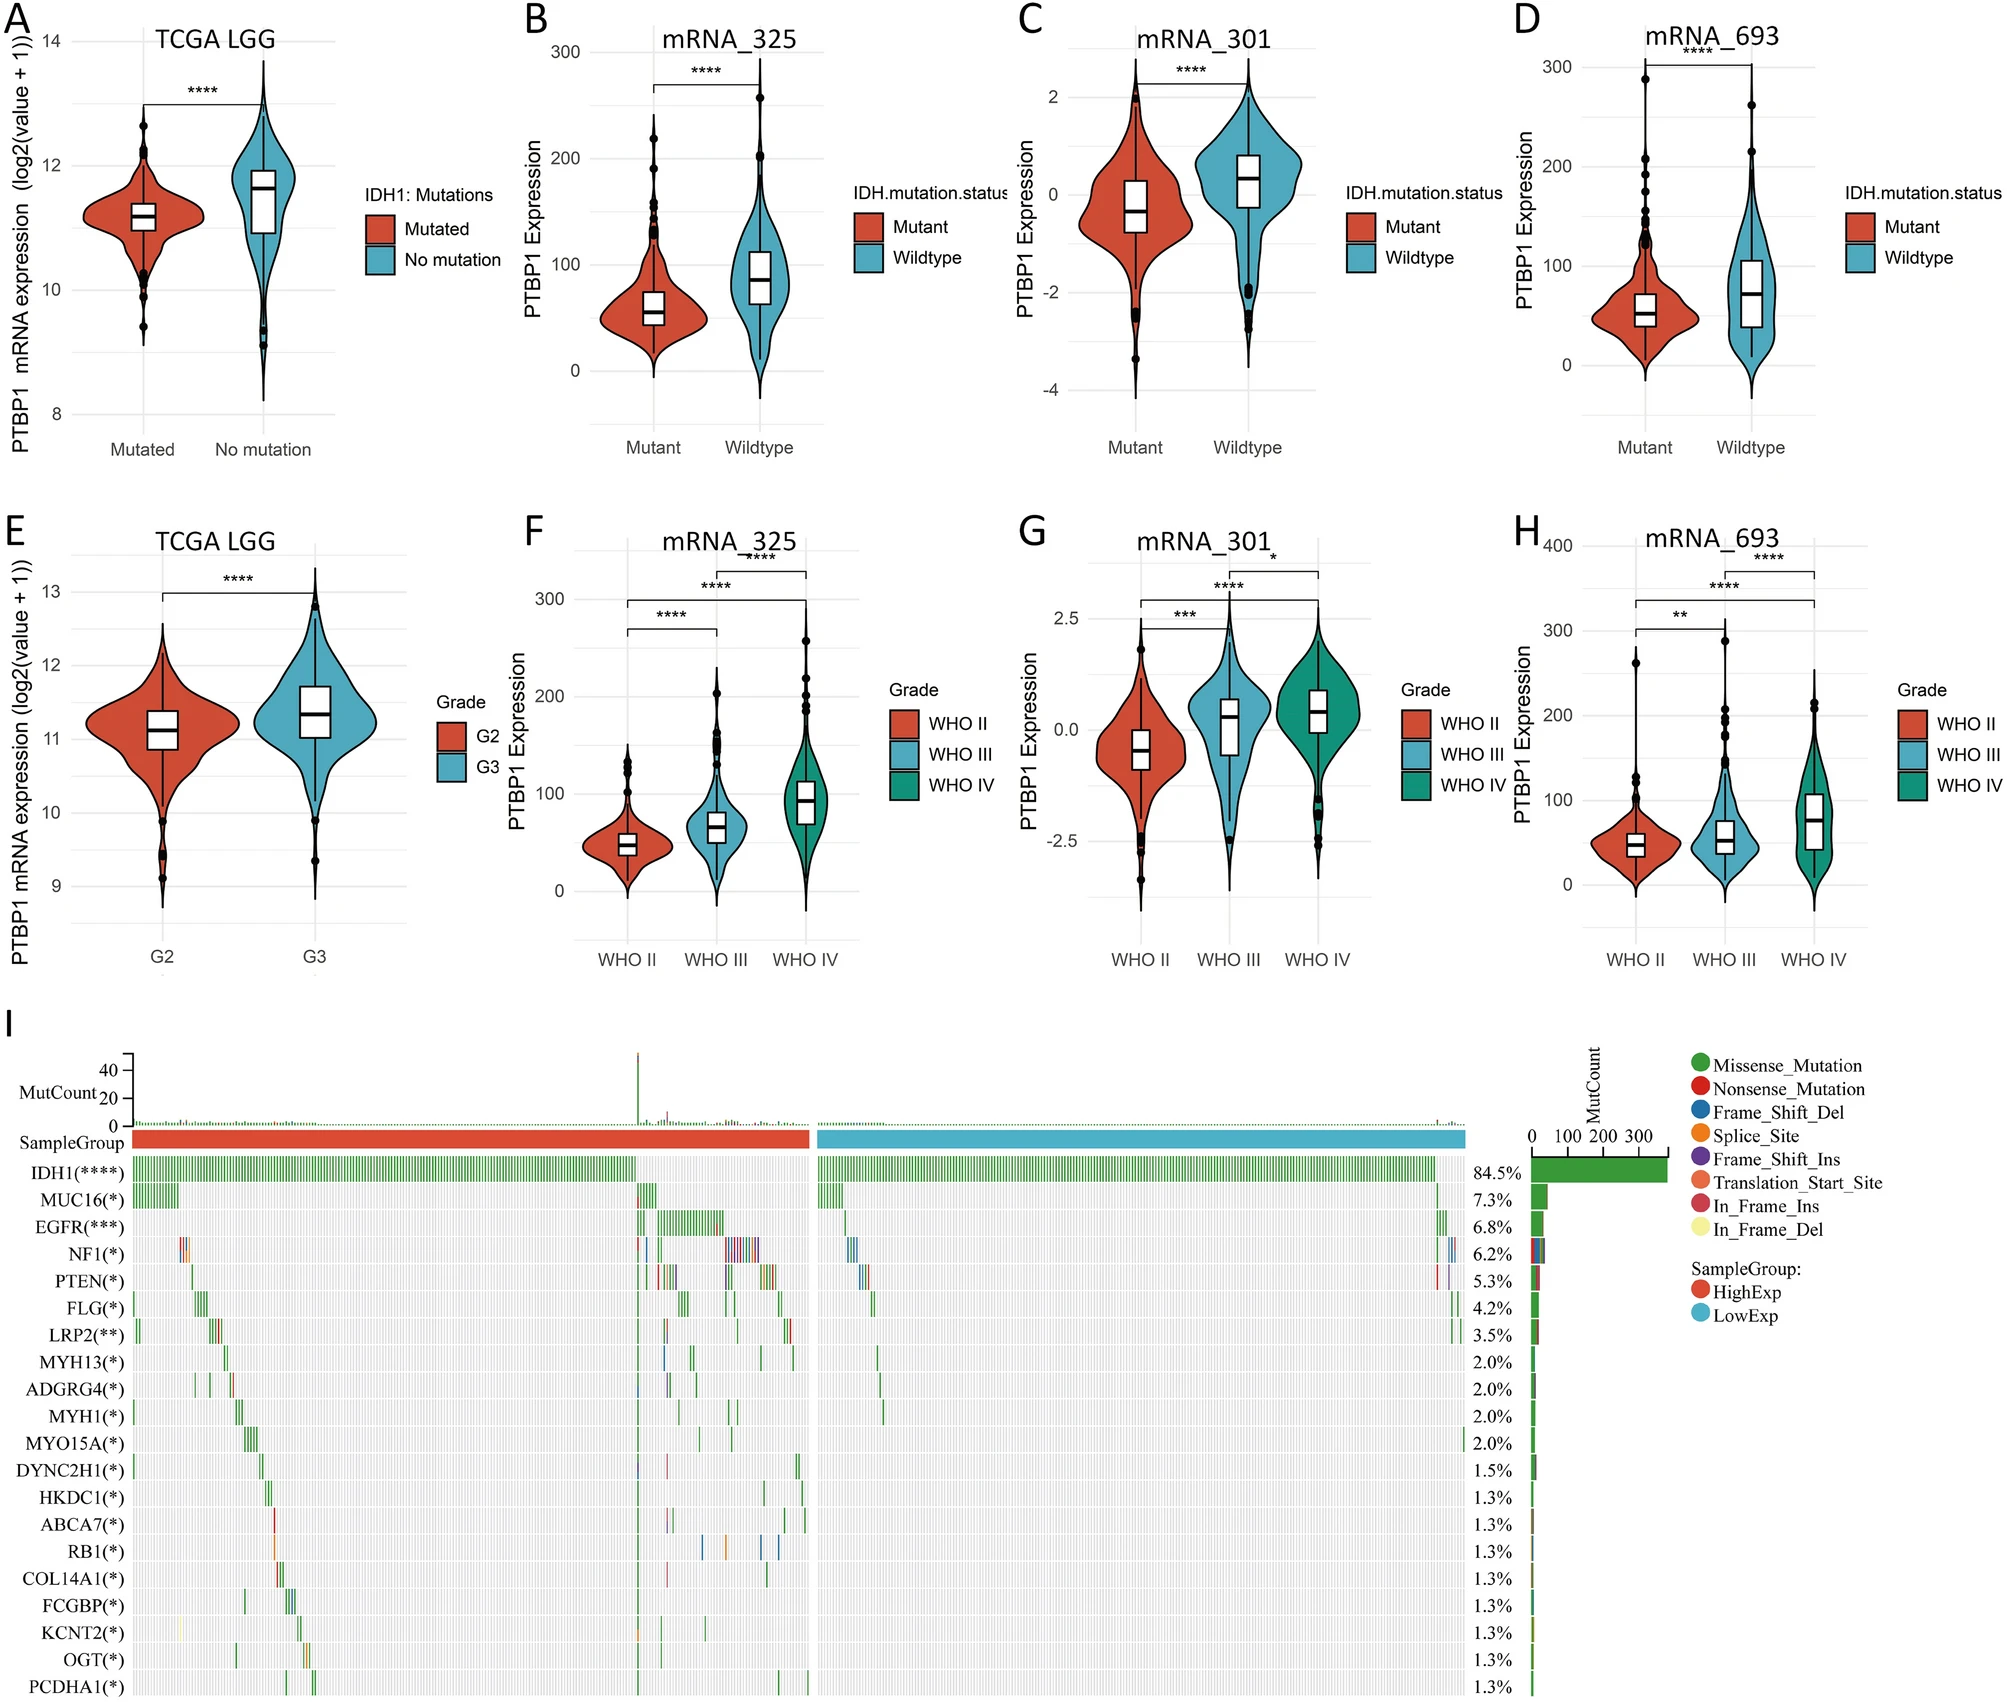 A
TCGA LGG
PTBP1 mRNA expression (log2(value + 1))
14
12
10
8
****
Mutated
No mutation
IDH1: Mutations
Mutated
No mutation
B
mRNA_325
PTBP1 Expression
300
200
100
0
****
Mutant
Wildtype
IDH.mutation.status
Mutant
Wildtype
C
mRNA_301
PTBP1 Expression
2
0
-2
-4
****
Mutant
Wildtype
IDH.mutation.status
Mutant
Wildtype
D
mRNA_693
PTBP1 Expression
300
200
100
0
****
Mutant
Wildtype
IDH.mutation.status
Mutant
Wildtype
E
TCGA LGG
PTBP1 mRNA expression (log2(value + 1))
13
12
11
10
9
****
G2
G3
Grade
G2
G3
F
mRNA_325
PTBP1 Expression
300
200
100
0
****
****
****
WHO II
WHO III
WHO IV
Grade
WHO II
WHO III
WHO IV
G
mRNA_301
PTBP1 Expression
2.5
0.0
-2.5
*
****
***
WHO II
WHO III
WHO IV
Grade
WHO II
WHO III
WHO IV
H
mRNA_693
PTBP1 Expression
400
300
200
100
0
****
****
**
WHO II
WHO III
WHO IV
Grade
WHO II
WHO III
WHO IV
I
MutCount
40
20
0
SampleGroup
IDH1(****) 84.5%
MUC16(*) 7.3%
EGFR(***) 6.8%
NF1(*) 6.2%
PTEN(*) 5.3%
FLG(*) 4.2%
LRP2(**) 3.5%
MYH13(*) 2.0%
ADGRG4(*) 2.0%
MYH1(*) 2.0%
MYO15A(*) 2.0%
DYNC2H1(*) 1.5%
HKDC1(*) 1.3%
ABCA7(*) 1.3%
RB1(*) 1.3%
COL14A1(*) 1.3%
FCGBP(*) 1.3%
KCNT2(*) 1.3%
OGT(*) 1.3%
PCDHA1(*) 1.3%
MutCount
0 100 200 300
Missense_Mutation
Nonsense_Mutation
Frame_Shift_Del
Splice_Site
Frame_Shift_Ins
Translation_Start_Site
In_Frame_Ins
In_Frame_Del
SampleGroup:
HighExp
LowExp